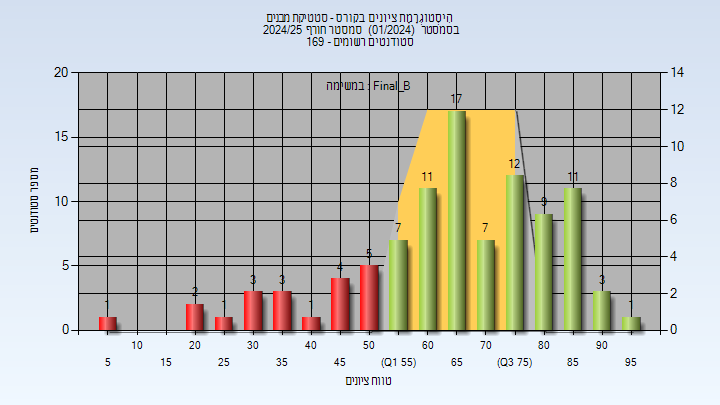 היסטוגרמת ציונים בקורס - סטטיקת מבנים
בסמסטר (01/2024) סמסטר חורף 2024/25
סטודנטים רשומים - 169
במשימה : Final_B
מספר סטודנטים
20
15
10
5
0
14
12
10
8
6
4
2
0
1 2 1 3 3 1 4 5 7 11 17 7 12 9 11 3 1
10 20 30 40 50 60 70 80 90
5 15 25 35 45 (Q1 55) 65 (Q3 75) 85 95
טווח ציונים